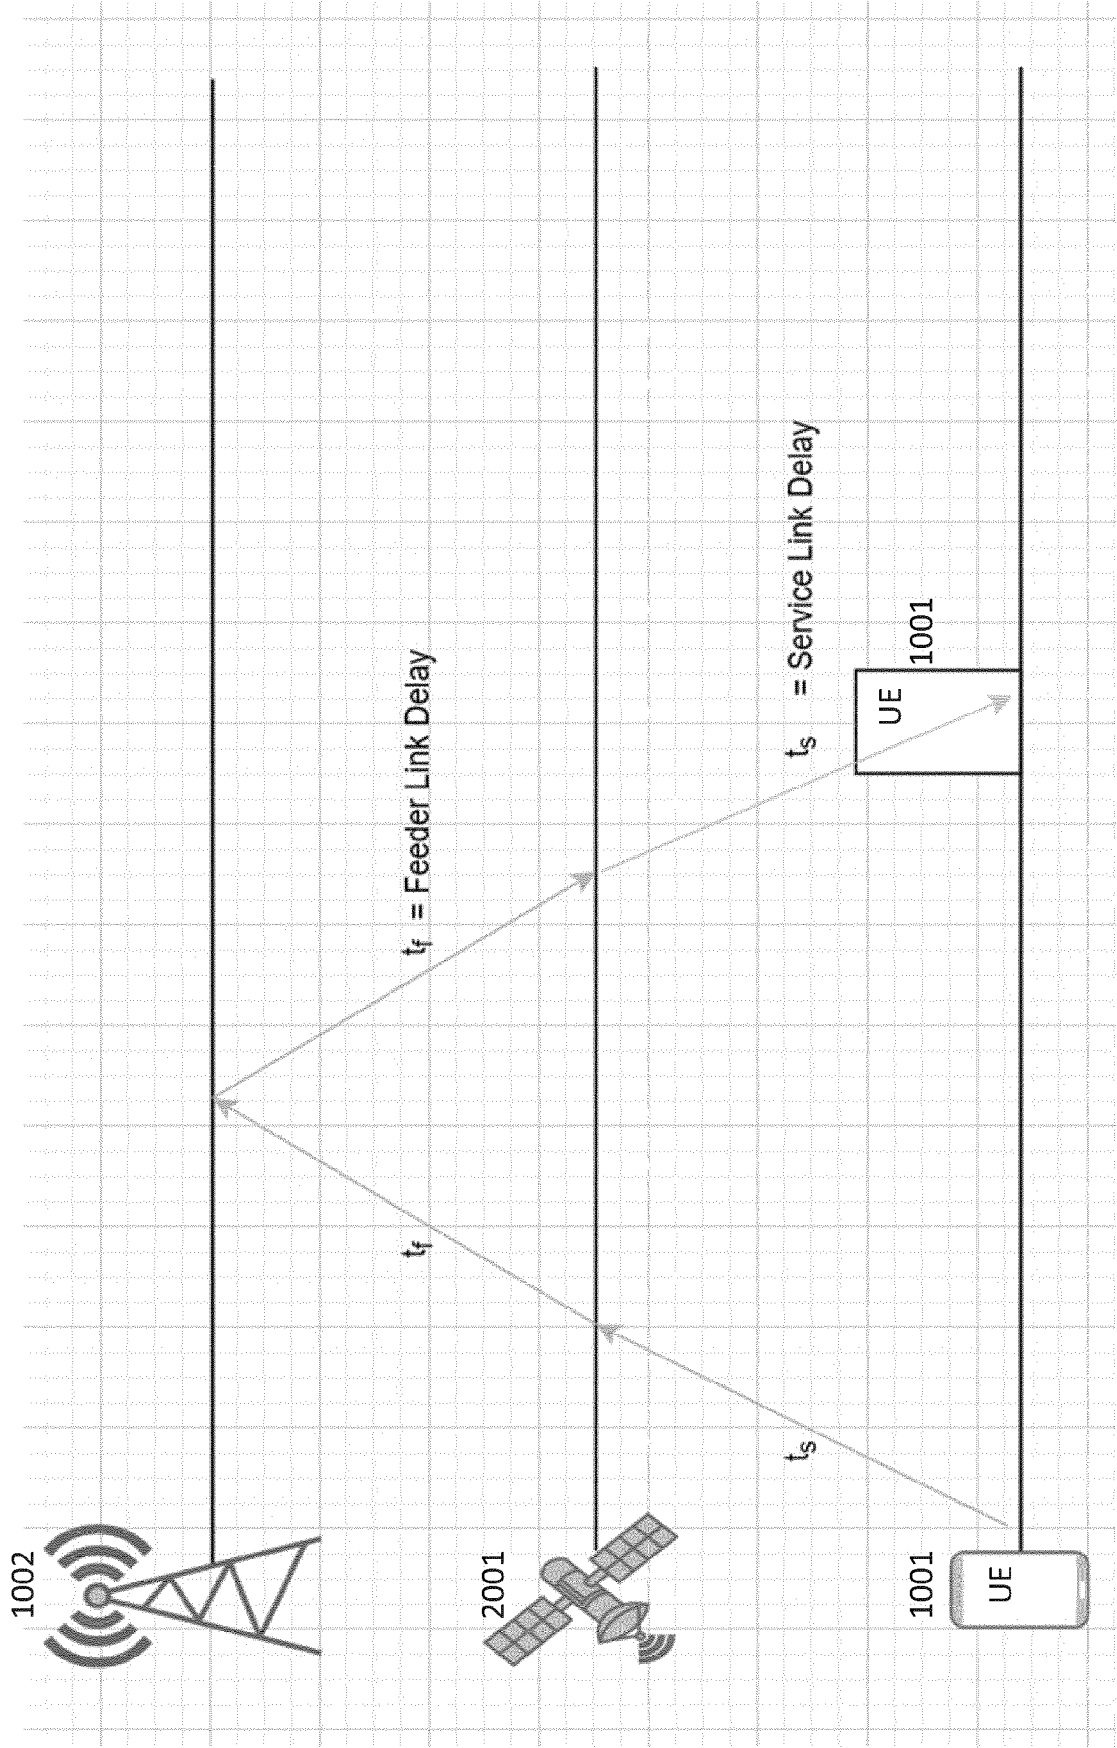 1002
2001
1001
UE
t_s
t_f
t_f = Feeder Link Delay
t_s = Service Link Delay
UE
1001